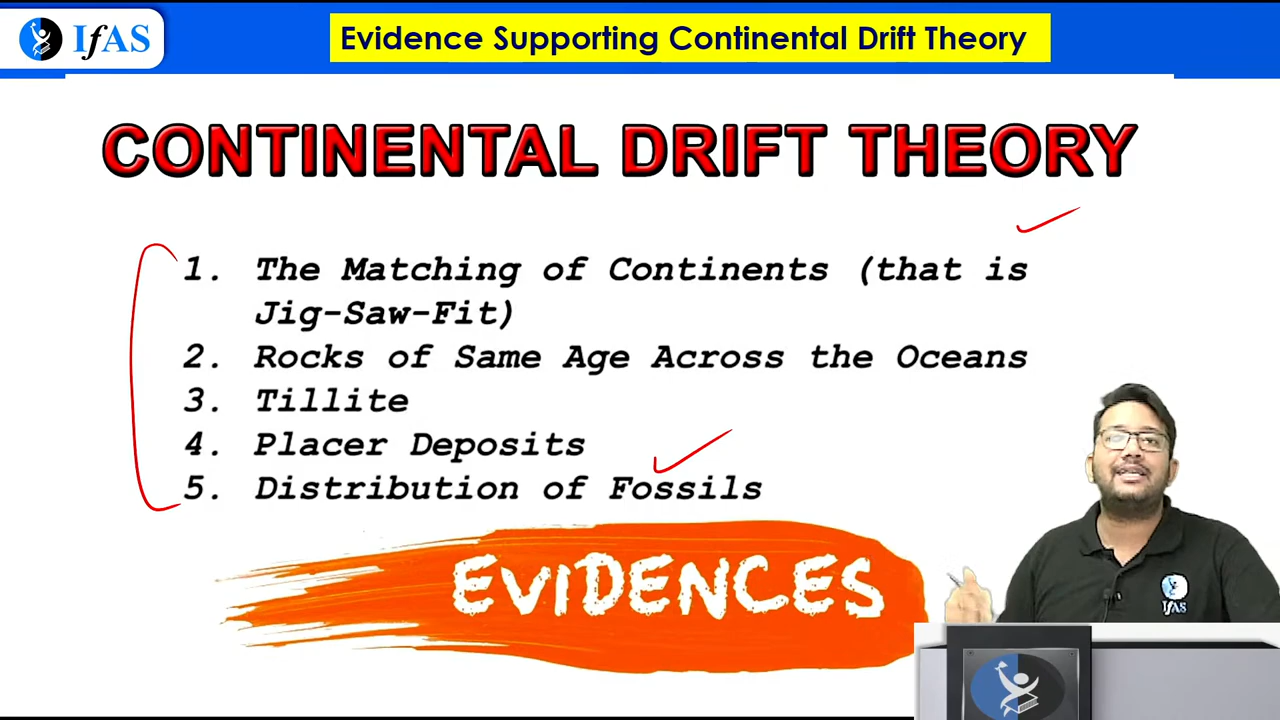 IfAS
Evidence Supporting Continental Drift Theory
CONTINENTAL DRIFT THEORY
1. The Matching of Continents (that is
Jig-Saw-Fit)
2. Rocks of Same Age Across the Oceans
3. Tillite
4. Placer Deposits
5. Distribution of Fossils
EVIDENCES
IfAS